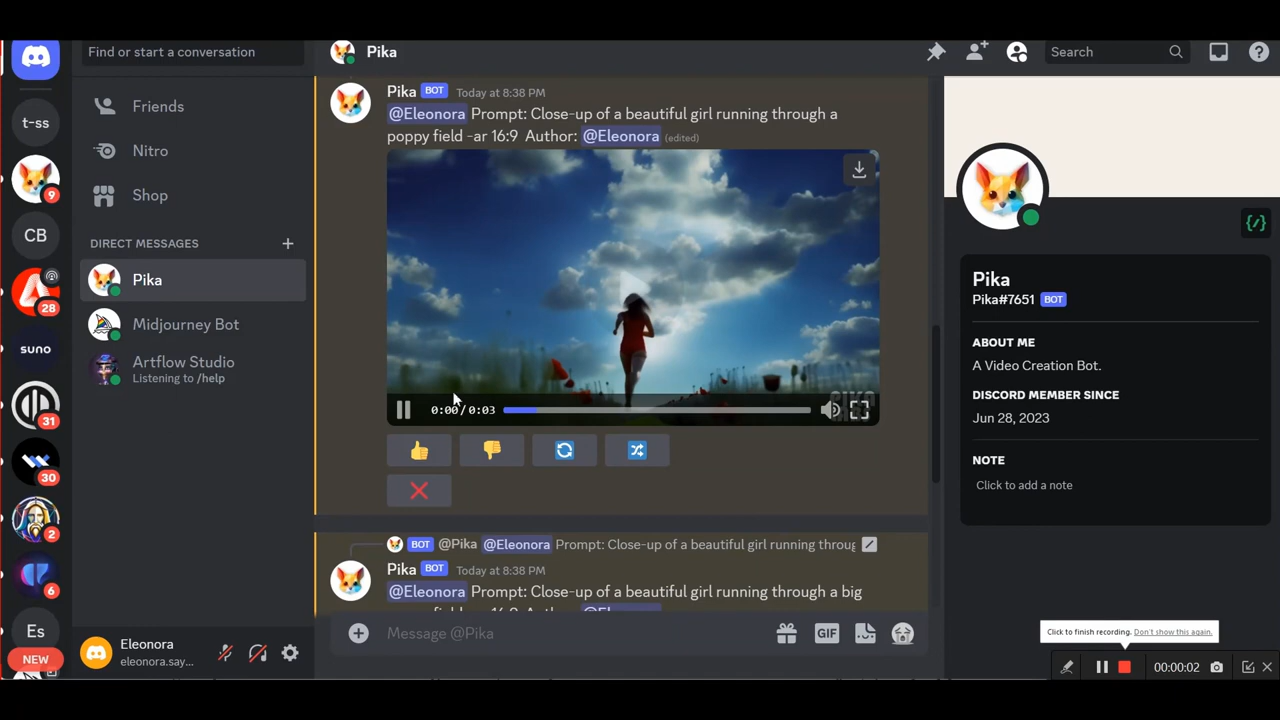 Find or start a conversation
Pika
Search
t-ss
9
CB
28
suno
31
30
2
6
Es
NEW
Friends
Nitro
Shop
DIRECT MESSAGES
Pika
Midjourney Bot
Artflow Studio
Listening to /help
Eleonora
eleonora.say...
Pika BOT Today at 8:38 PM
@Eleonora Prompt: Close-up of a beautiful girl running through a
poppy field -ar 16:9 Author: @Eleonora (edited)
0:00/0:03
BOT @Pika @Eleonora Prompt: Close-up of a beautiful girl running throug
Pika BOT Today at 8:38 PM
@Eleonora Prompt: Close-up of a beautiful girl running through a big
Message @Pika
GIF
Pika
Pika#7651 BOT
ABOUT ME
A Video Creation Bot.
DISCORD MEMBER SINCE
Jun 28, 2023
NOTE
Click to add a note
Click to finish recording. Don't show this again.
00:00:02